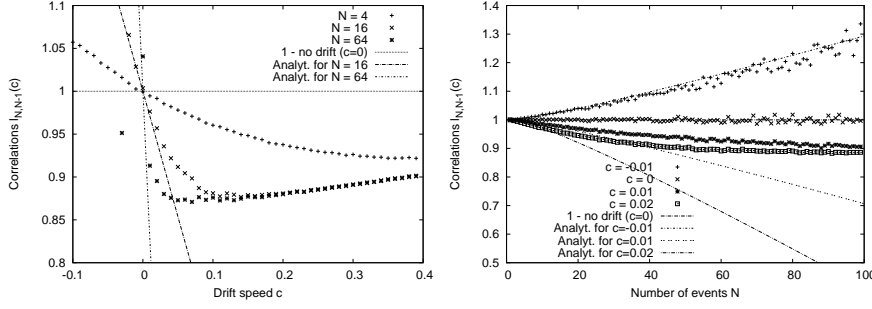 1.1
1.05
1
0.95
0.9
0.85
0.8
-0.1
0
0.1
0.2
0.3
0.4
Correlations l_{N,N-1}(c)
Drift speed c
N = 4
N = 16
N = 64
1 - no drift (c=0)
Analyt. for N = 16
Analyt. for N = 64
1.4
1.3
1.2
1.1
1
0.9
0.8
0.7
0.6
0.5
0
20
40
60
80
100
Correlations l_{N,N-1}(c)
Number of events N
c = -0.01
c = 0
c = 0.01
c = 0.02
1 - no drift (c=0)
Analyt. for c=-0.01
Analyt. for c=0.01
Analyt. for c=0.02